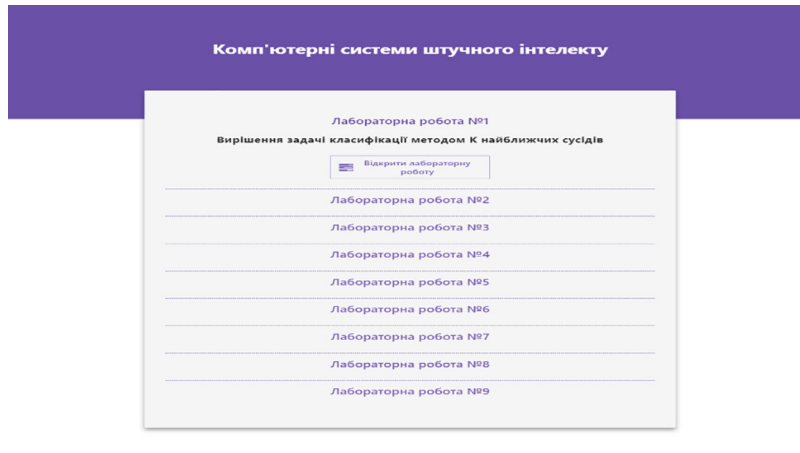 Комп'ютерні системи штучного інтелекту
Лабораторна робота №1
Вирішення задачі класифікації методом К найближчих сусідів
Відкрити лабораторну
роботу
Лабораторна робота №2
Лабораторна робота №3
Лабораторна робота №4
Лабораторна робота №5
Лабораторна робота №6
Лабораторна робота №7
Лабораторна робота №8
Лабораторна робота №9